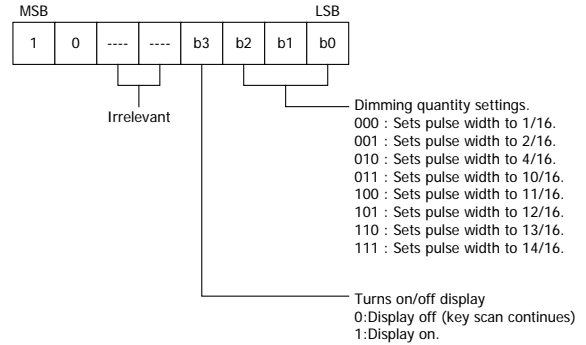 MSB LSB
1 0 ---- ---- b3 b2 b1 b0
Irrelevant
Dimming quantity settings.
000 : Sets pulse width to 1/16.
001 : Sets pulse width to 2/16.
010 : Sets pulse width to 4/16.
011 : Sets pulse width to 10/16.
100 : Sets pulse width to 11/16.
101 : Sets pulse width to 12/16.
110 : Sets pulse width to 13/16.
111 : Sets pulse width to 14/16.
Turns on/off display
0:Display off (key scan continues)
1:Display on.